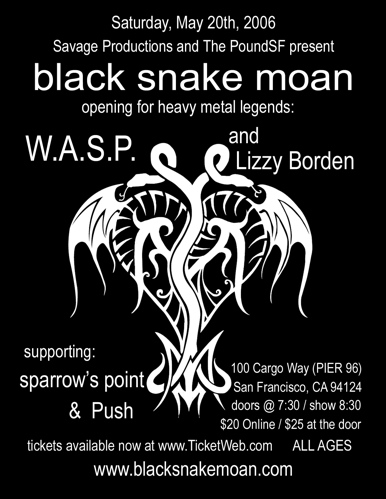 Saturday, May 20th, 2006
Savage Productions and The PoundSF present
black snake moan
opening for heavy metal legends:
W.A.S.P.
and
Lizzy Borden
supporting:
sparrow's point
& Push
100 Cargo Way (PIER 96)
San Francisco, CA 94124
doors @ 7:30 / show 8:30
$20 Online / $25 at the door
tickets available now at www.TicketWeb.com ALL AGES
www.blacksnakemoan.com